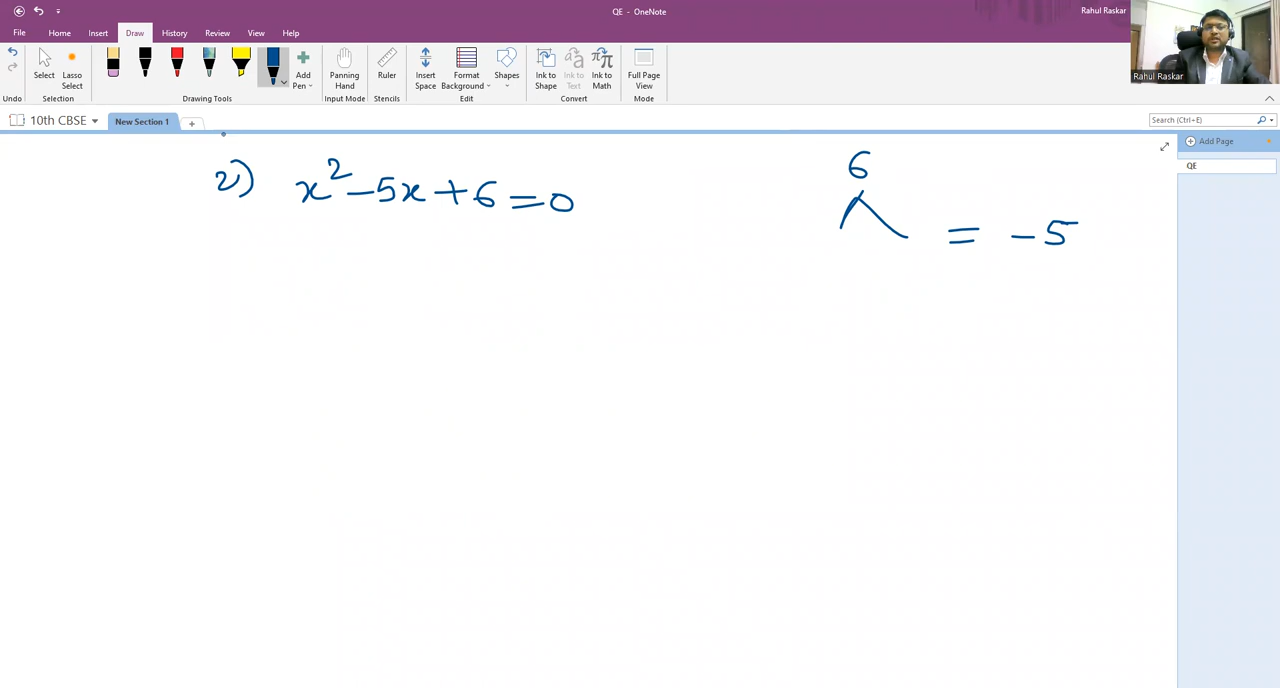 QE - OneNote
Rahul Raskar
File Home Insert Draw History Review View Help
Select Lasso Select Add Pen Panning Hand Ruler Insert Space Format Background Shapes Ink to Shape Ink to Text Ink to Math Full Page View
Rahul Raskar
Undo Selection Drawing Tools Input Mode Stencils Edit Convert Mode
10th CBSE New Section 1 + Search (Ctrl+E)
Add Page
QE
2) x² - 5x + 6 = 0
6
= - 5